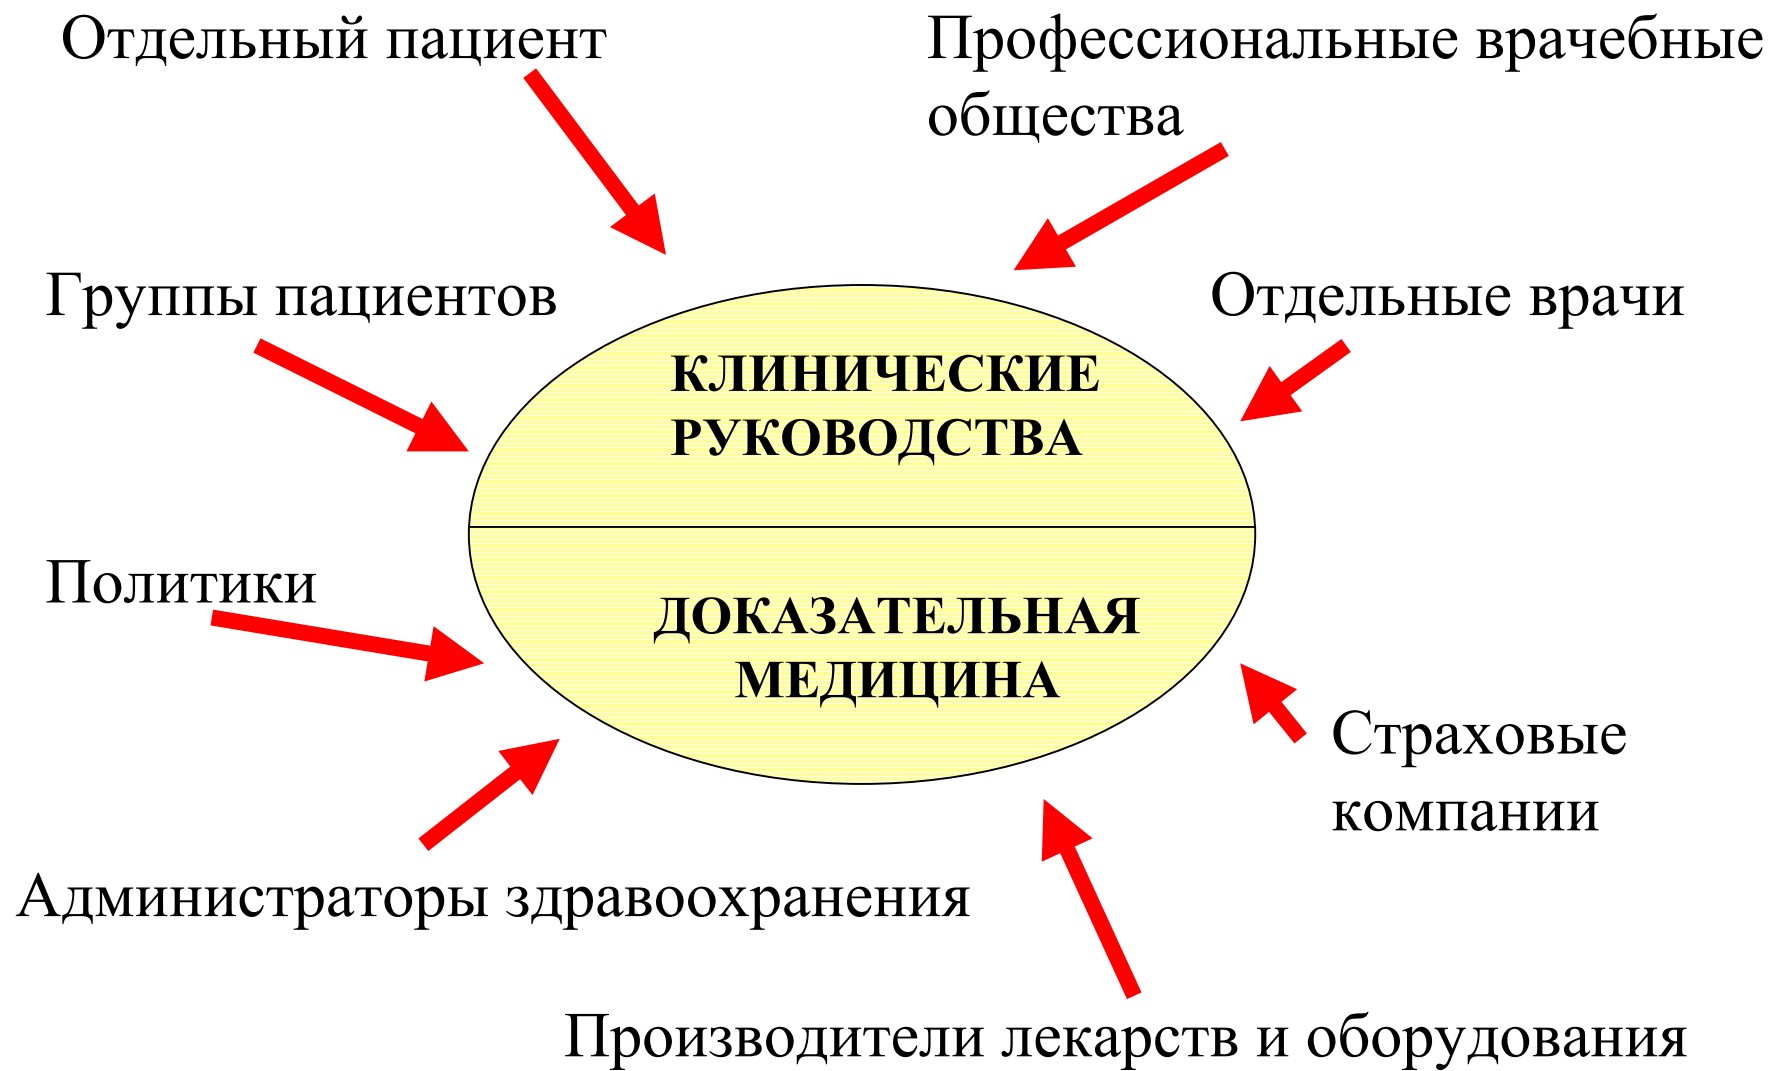 Отдельный пациент
Профессиональные врачебные
общества
Группы пациентов
Отдельные врачи
КЛИНИЧЕСКИЕ
РУКОВОДСТВА
Политики
ДОКАЗАТЕЛЬНАЯ
МЕДИЦИНА
Страховые
компании
Администраторы здравоохранения
Производители лекарств и оборудования